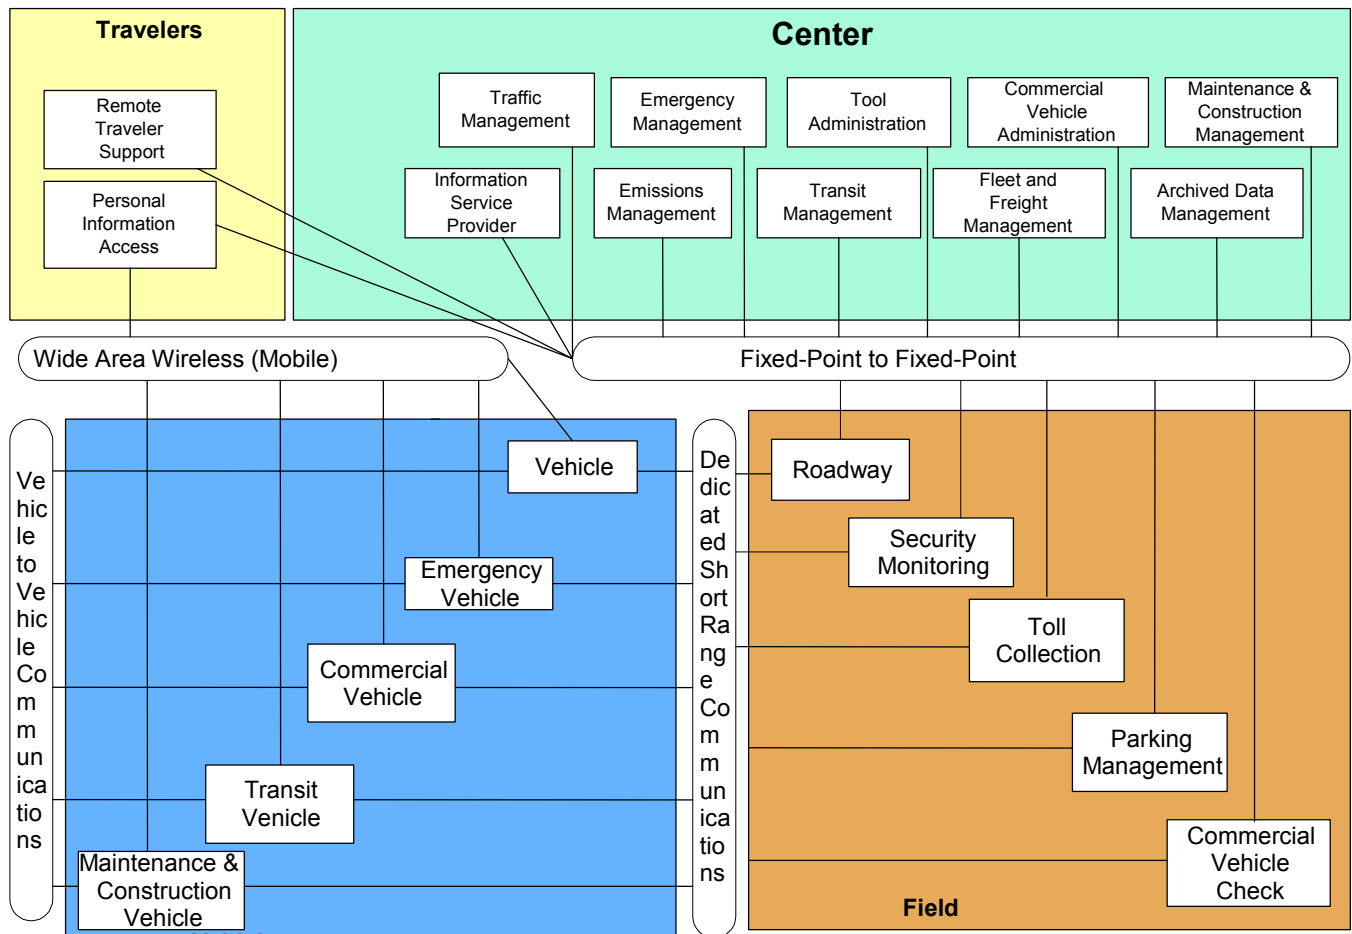 Travelers
Remote
Traveler
Support
Personal
Information
Access
Center
Traffic
Management
Emergency
Management
Tool
Administration
Commercial
Vehicle
Administration
Maintenance &
Construction
Management
Information
Service
Provider
Emissions
Management
Transit
Management
Fleet and
Freight
Management
Archived Data
Management
Wide Area Wireless (Mobile)
Fixed-Point to Fixed-Point
Ve
hic
le
to
Ve
hic
le
Co
m
m
un
ica
tio
ns
Vehicle
Emergency
Vehicle
Commercial
Vehicle
Transit
Venicle
Maintenance &
Construction
Vehicle
De
dic
at
ed
Sh
ort
Ra
ng
e
Co
m
m
un
ica
tio
ns
Roadway
Security
Monitoring
Toll
Collection
Parking
Management
Commercial
Vehicle
Check
Field